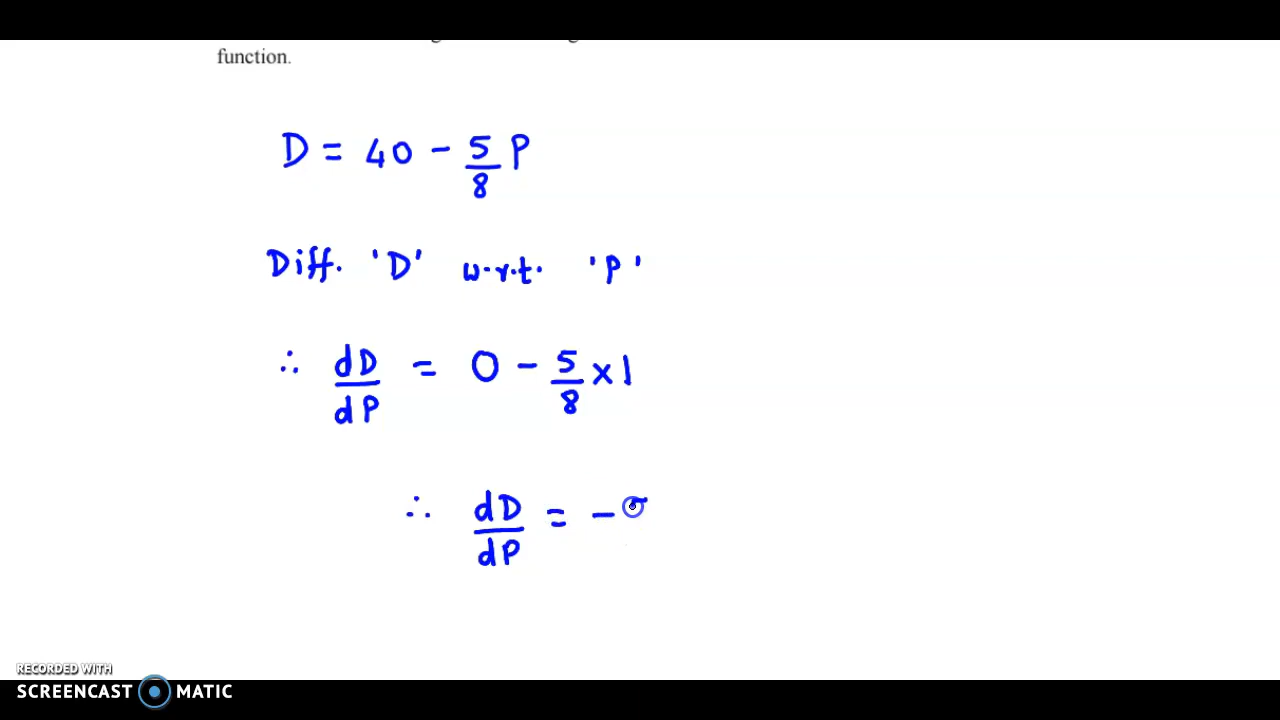 function.
D = 40 - 5/8 P
Diff. 'D' w.r.t. 'P'
∴ dD/dP = 0 - 5/8 × 1
∴ dD/dP = -
RECORDED WITH
SCREENCAST MATIC